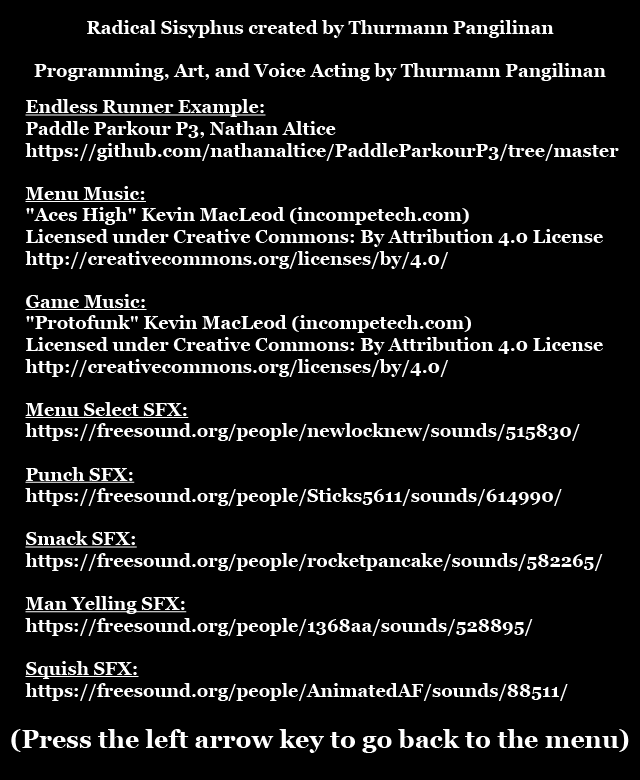 Radical Sisyphus created by Thurmann Pangilinan
Programming, Art, and Voice Acting by Thurmann Pangilinan
Endless Runner Example:
Paddle Parkour P3, Nathan Altice
https://github.com/nathanaltice/PaddleParkourP3/tree/master
Menu Music:
"Aces High" Kevin MacLeod (incompetech.com)
Licensed under Creative Commons: By Attribution 4.0 License
http://creativecommons.org/licenses/by/4.0/
Game Music:
"Protofunk" Kevin MacLeod (incompetech.com)
Licensed under Creative Commons: By Attribution 4.0 License
http://creativecommons.org/licenses/by/4.0/
Menu Select SFX:
https://freesound.org/people/newlocknew/sounds/515830/
Punch SFX:
https://freesound.org/people/Sticks5611/sounds/614990/
Smack SFX:
https://freesound.org/people/rocketpancake/sounds/582265/
Man Yelling SFX:
https://freesound.org/people/1368aa/sounds/528895/
Squish SFX:
https://freesound.org/people/AnimatedAF/sounds/88511/
(Press the left arrow key to go back to the menu)